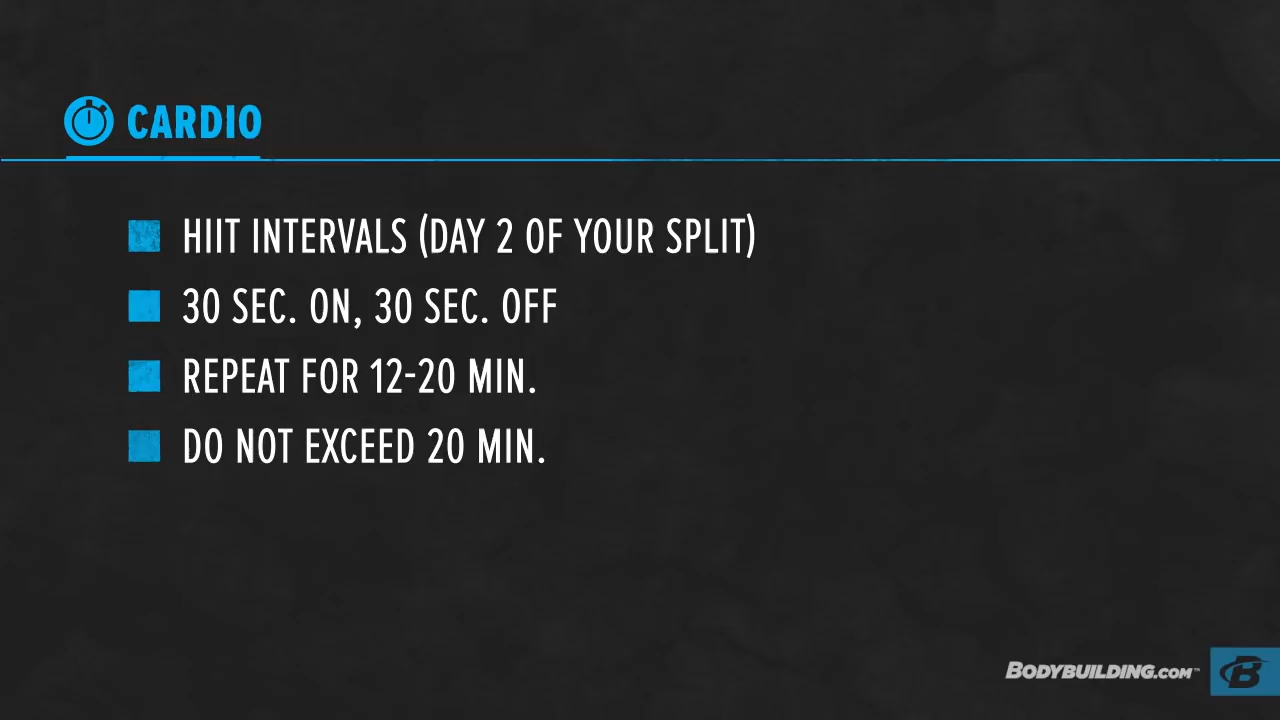 CARDIO
HIIT INTERVALS (DAY 2 OF YOUR SPLIT)
30 SEC. ON, 30 SEC. OFF
REPEAT FOR 12-20 MIN.
DO NOT EXCEED 20 MIN.
BODYBUILDING.COM™ B